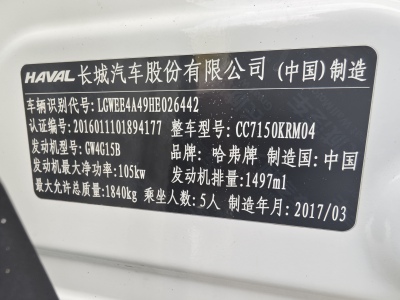 HAVAL 长城汽车股份有限公司 (中国) 制造
车辆识别代号: LGWEE4A49HE026442
认证编号: 2016011101894177 整车型号: CC7150KRM04
发动机型号: GW4G15B 品牌: 哈弗牌 制造国: 中国
发动机最大净功率: 105kw 发动机排量: 1497ml
最大允许总质量: 1840kg 乘坐人数: 5人 制造年月: 2017/03